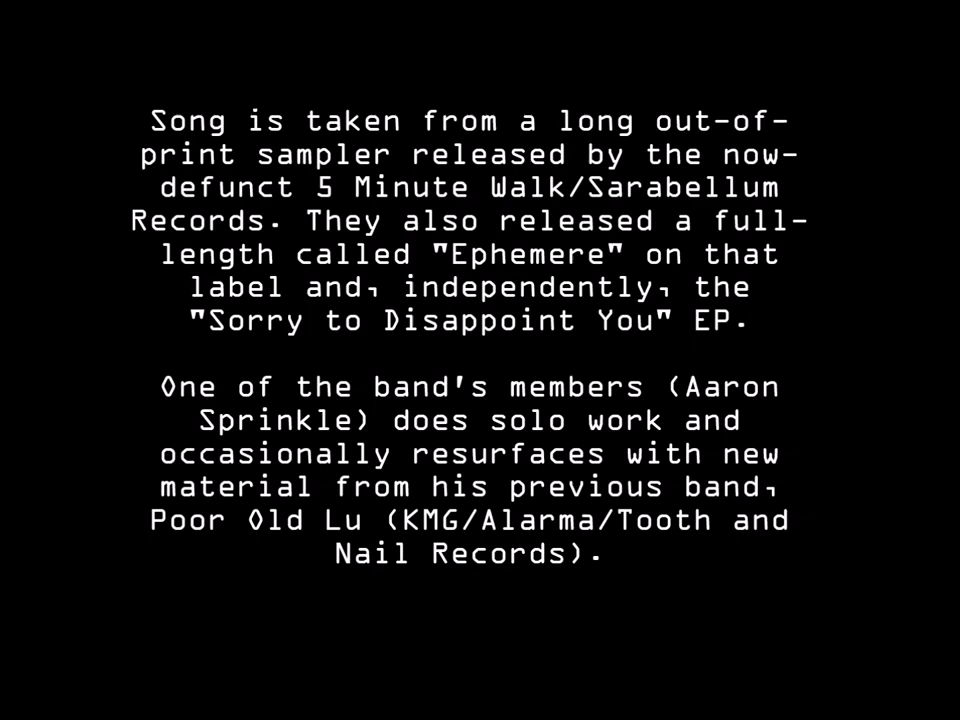 Song is taken from a long out-of-
print sampler released by the now-
defunct 5 Minute Walk/Sarabellum
Records. They also released a full-
length called "Ephemere" on that
label and, independently, the
"Sorry to Disappoint You" EP.
One of the band's members (Aaron
Sprinkle) does solo work and
occasionally resurfaces with new
material from his previous band,
Poor Old Lu (KMG/Alarma/Tooth and
Nail Records).